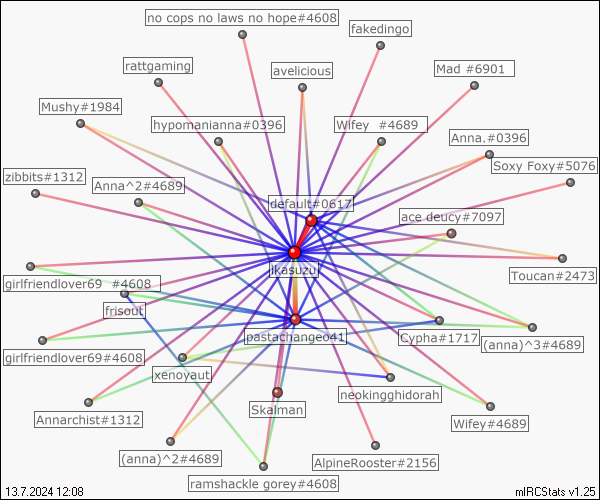 no cops no laws no hope#4608
fakedingo
rattgaming
avelicious
Mad #6901
Mushy#1984
hypomanianna#0396
Wifey #4689
Anna.#0396
Soxy Foxy#5076
zibbits#1312
Anna^2#4689
default#0617
ace deucy#7097
Ikasuzui
Toucan#2473
girlfriendlover69 #4608
frisout
pastachange041
Cypha#1717
(anna)^3#4689
girlfriendlover69#4608
xenoyaut
neokingghidorah
Skalman
Annarchist#1312
Wifey#4689
(anna)^2#4689
AlpineRooster#2156
ramshackle gorey#4608
13.7.2024 12:08
mIRCStats v1.25